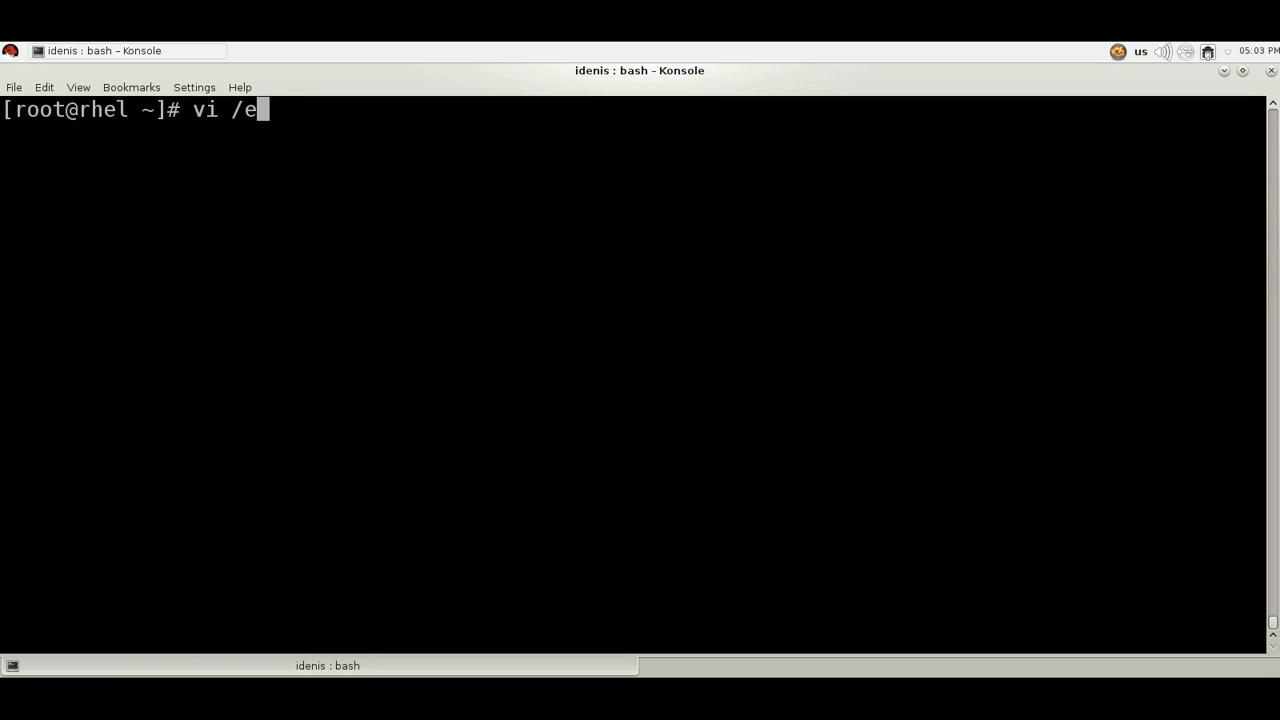 idenis : bash – Konsole
us
05:03 PM
idenis : bash – Konsole
File Edit View Bookmarks Settings Help
[root@rhel ~]# vi /e
idenis : bash